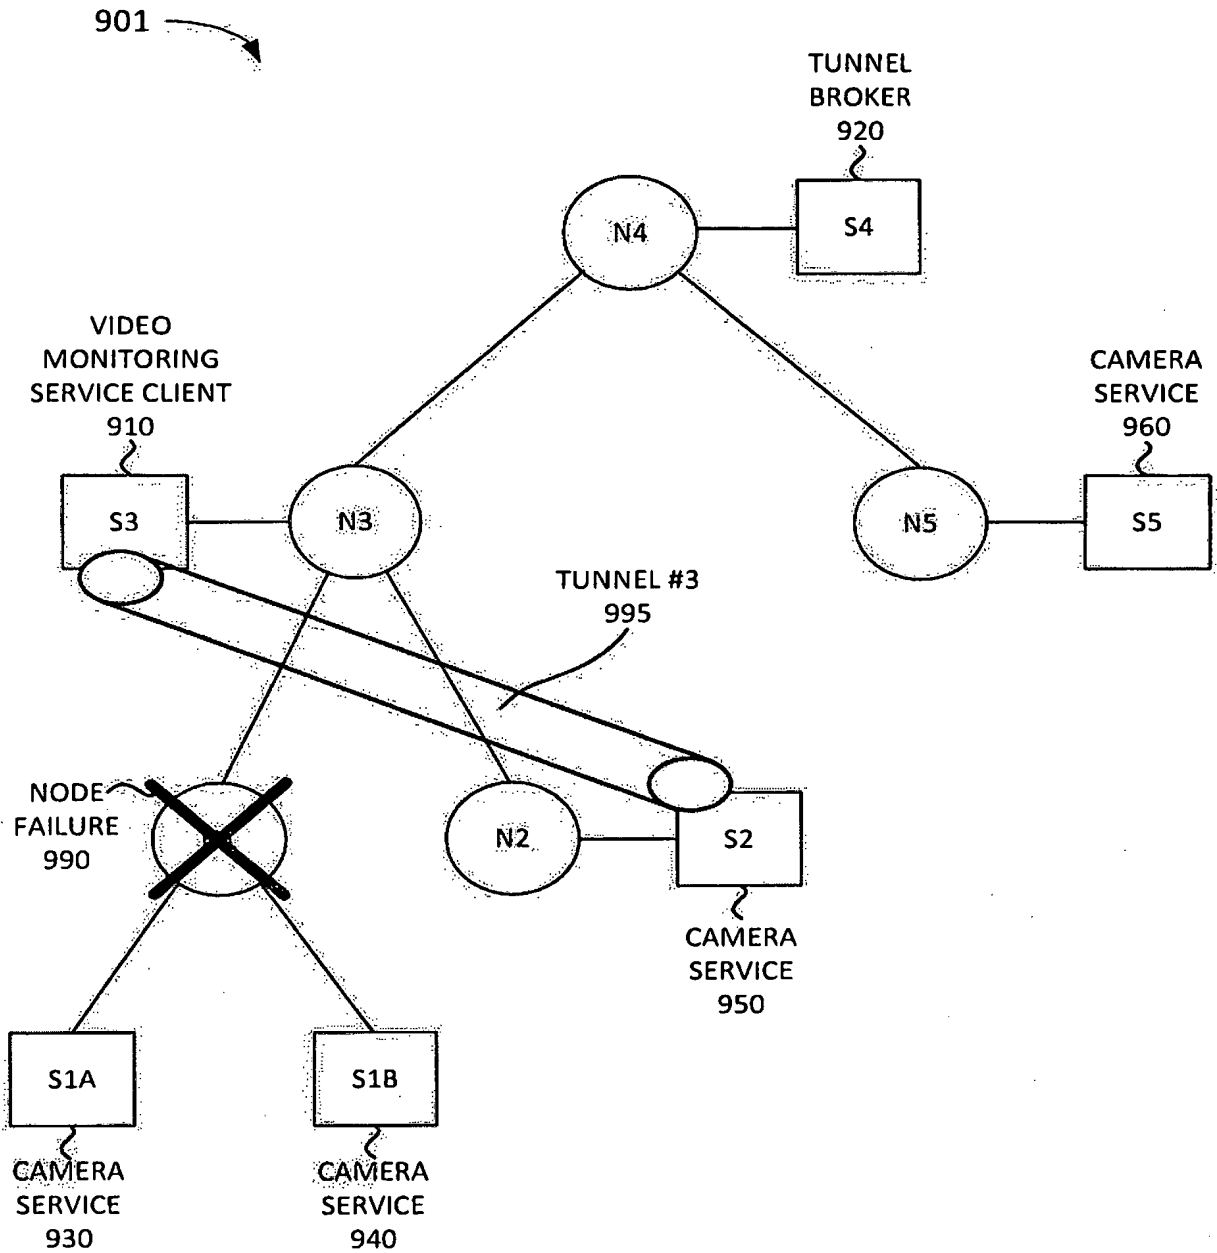 901
TUNNEL
BROKER
920
N4
S4
VIDEO
MONITORING
SERVICE CLIENT
910
CAMERA
SERVICE
960
S3
N3
N5
S5
TUNNEL #3
995
NODE
FAILURE
990
N2
S2
CAMERA
SERVICE
950
S1A
S1B
CAMERA
SERVICE
930
CAMERA
SERVICE
940